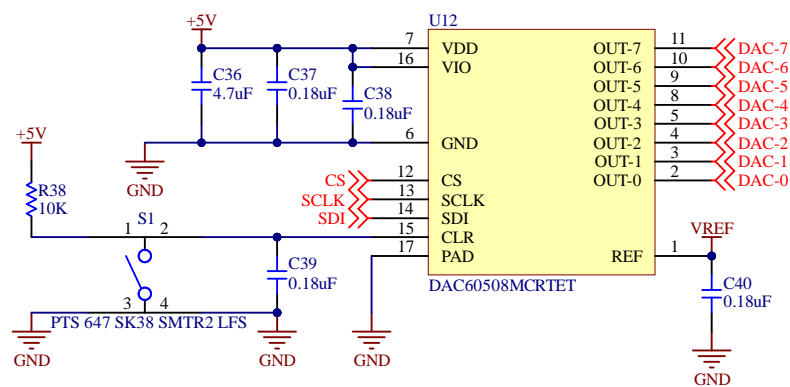 U12
+5V
7 VDD OUT-7 11 DAC-7
16 VIO OUT-6 10 DAC-6
C36 C37 OUT-5 9 DAC-5
4.7uF 0.18uF C38 OUT-4 8 DAC-4
0.18uF OUT-3 5 DAC-3
+5V 6 GND OUT-2 4 DAC-2
OUT-1 3 DAC-1
GND CS 12 CS OUT-0 2 DAC-0
R38 SCLK 13 SCLK
10K S1 SDI 14 SDI
1 2 15 CLR VREF
17 PAD REF 1
C39 C40
0.18uF DAC60508MCRTET 0.18uF
3 4
PTS 647 SK38 SMTR2 LFS
GND GND GND GND